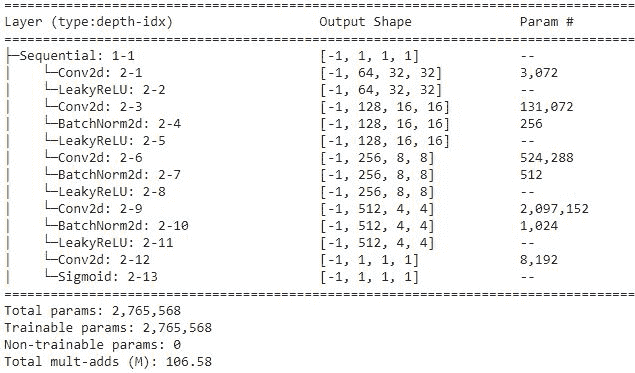 ==========================================================================================
Layer (type:depth-idx)                   Output Shape              Param #
==========================================================================================
├─Sequential: 1-1                        [-1, 1, 1, 1]             --
|    └─Conv2d: 2-1                       [-1, 64, 32, 32]          3,072
|    └─LeakyReLU: 2-2                    [-1, 64, 32, 32]          --
|    └─Conv2d: 2-3                       [-1, 128, 16, 16]         131,072
|    └─BatchNorm2d: 2-4                  [-1, 128, 16, 16]         256
|    └─LeakyReLU: 2-5                    [-1, 128, 16, 16]         --
|    └─Conv2d: 2-6                       [-1, 256, 8, 8]           524,288
|    └─BatchNorm2d: 2-7                  [-1, 256, 8, 8]           512
|    └─LeakyReLU: 2-8                    [-1, 256, 8, 8]           --
|    └─Conv2d: 2-9                       [-1, 512, 4, 4]           2,097,152
|    └─BatchNorm2d: 2-10                 [-1, 512, 4, 4]           1,024
|    └─LeakyReLU: 2-11                   [-1, 512, 4, 4]           --
|    └─Conv2d: 2-12                      [-1, 1, 1, 1]             8,192
|    └─Sigmoid: 2-13                     [-1, 1, 1, 1]             --
==========================================================================================
Total params: 2,765,568
Trainable params: 2,765,568
Non-trainable params: 0
Total mult-adds (M): 106.58